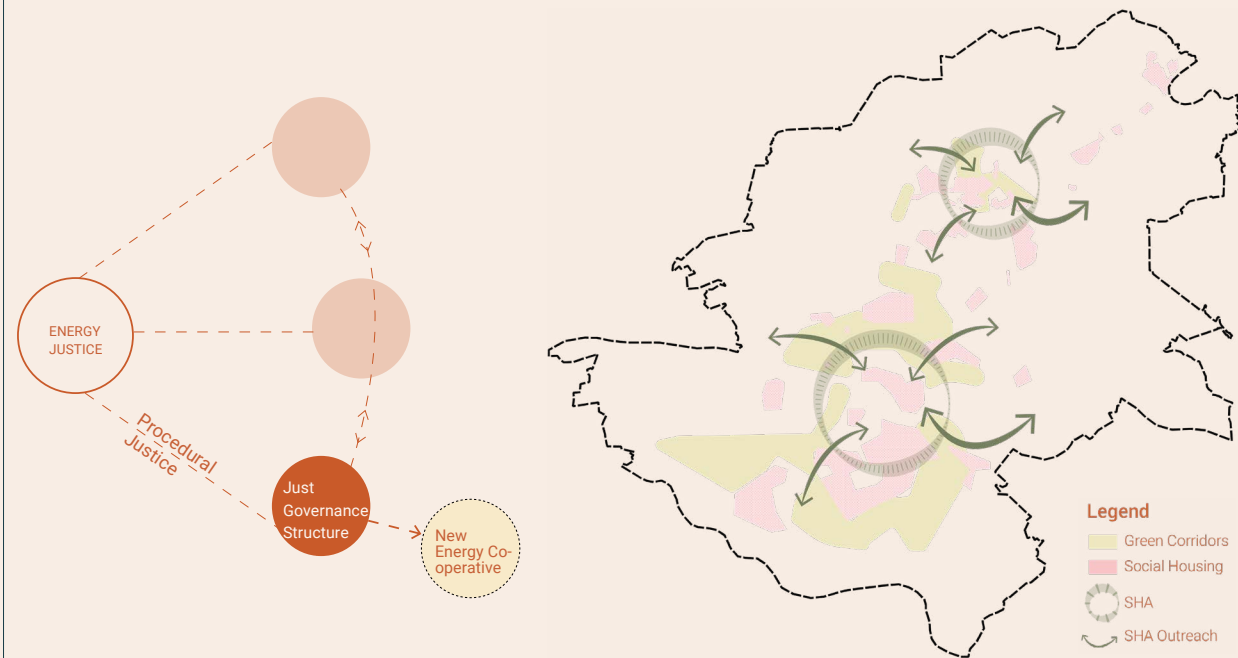 ENERGY
JUSTICE
Procedural
Justice
Just
Governance
Structure
New
Energy Co-
operative
Legend
Green Corridors
Social Housing
SHA
SHA Outreach